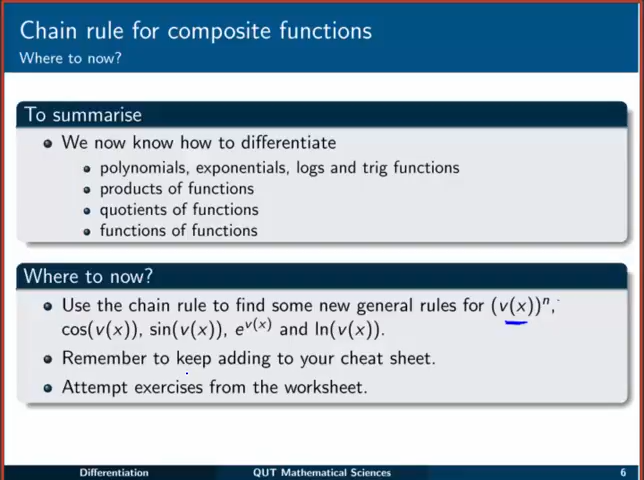 Chain rule for composite functions
Where to now?
To summarise
We now know how to differentiate
polynomials, exponentials, logs and trig functions
products of functions
quotients of functions
functions of functions
Where to now?
Use the chain rule to find some new general rules for (v(x))ⁿ,
cos(v(x)), sin(v(x)), e^{v(x)} and ln(v(x)).
Remember to keep adding to your cheat sheet.
Attempt exercises from the worksheet.
Differentiation QUT Mathematical Sciences 6